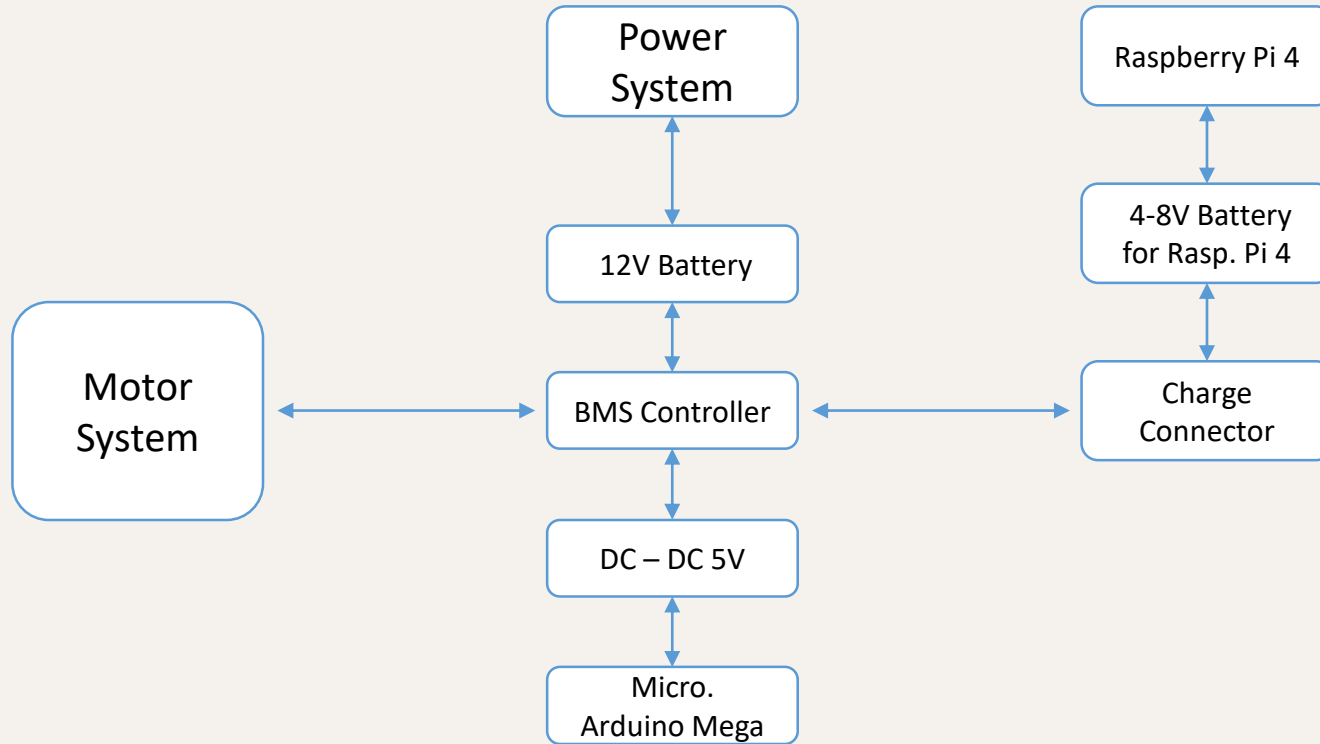 Power
System
Raspberry Pi 4
4-8V Battery
for Rasp. Pi 4
12V Battery
Motor
System
BMS Controller
Charge
Connector
DC – DC 5V
Micro.
Arduino Mega